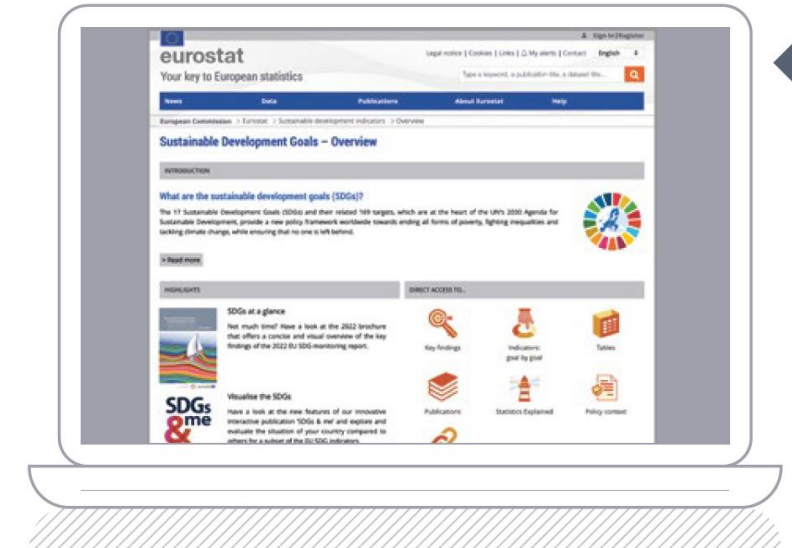 Sign In|Register
eurostat
Legal notice | Cookies | Links | My alerts | Contact English
Your key to European statistics
Type a keyword, a publication title, a dataset title...
News Data Publications About Eurostat Help
European Commission > Eurostat > Sustainable development indicators > Overview
Sustainable Development Goals – Overview
INTRODUCTION
What are the sustainable development goals (SDGs)?
The 17 Sustainable Development Goals (SDGs) and their related 169 targets, which are at the heart of the UN's 2030 Agenda for
Sustainable Development, provide a new policy framework worldwide towards ending all forms of poverty, fighting inequalities and
tackling climate change, while ensuring that no one is left behind.
> Read more
HIGHLIGHTS
SDGs at a glance
Not much time? Have a look at the 2022 brochure
that offers a concise and visual overview of the key
findings of the 2022 EU SDG monitoring report.
SDGs
& me
Visualise the SDGs
Have a look at the new features of our innovative
interactive publication 'SDGs & me' and explore and
evaluate the situation of your country compared to
others for a subset of the EU SDG indicators.
DIRECT ACCESS TO...
Key findings
Indicators:
goal by goal
Tables
Publications
Statistics Explained
Policy context